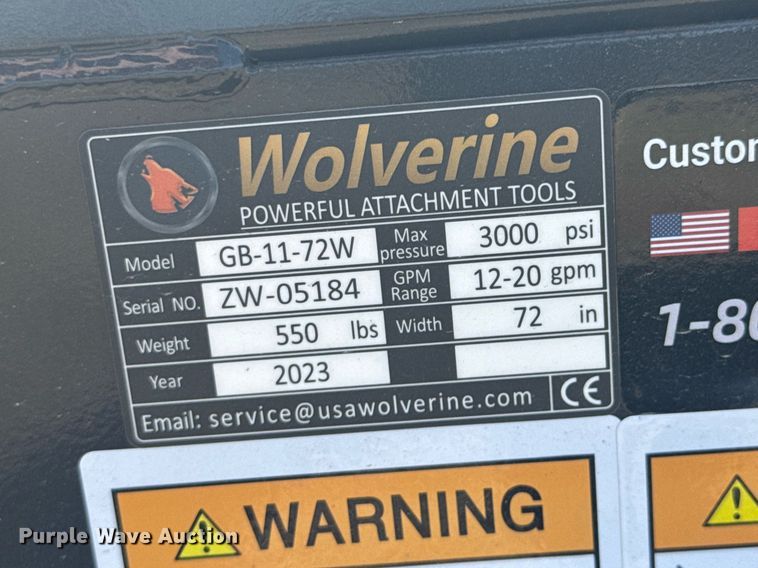 Wolverine
POWERFUL ATTACHMENT TOOLS
Model GB-11-72W Max pressure 3000 psi
Serial NO. ZW-05184 GPM Range 12-20 gpm
Weight 550 lbs Width 72 in
Year 2023
Email: service@usawolverine.com CE
WARNING
1-8
Purple Wave Auction